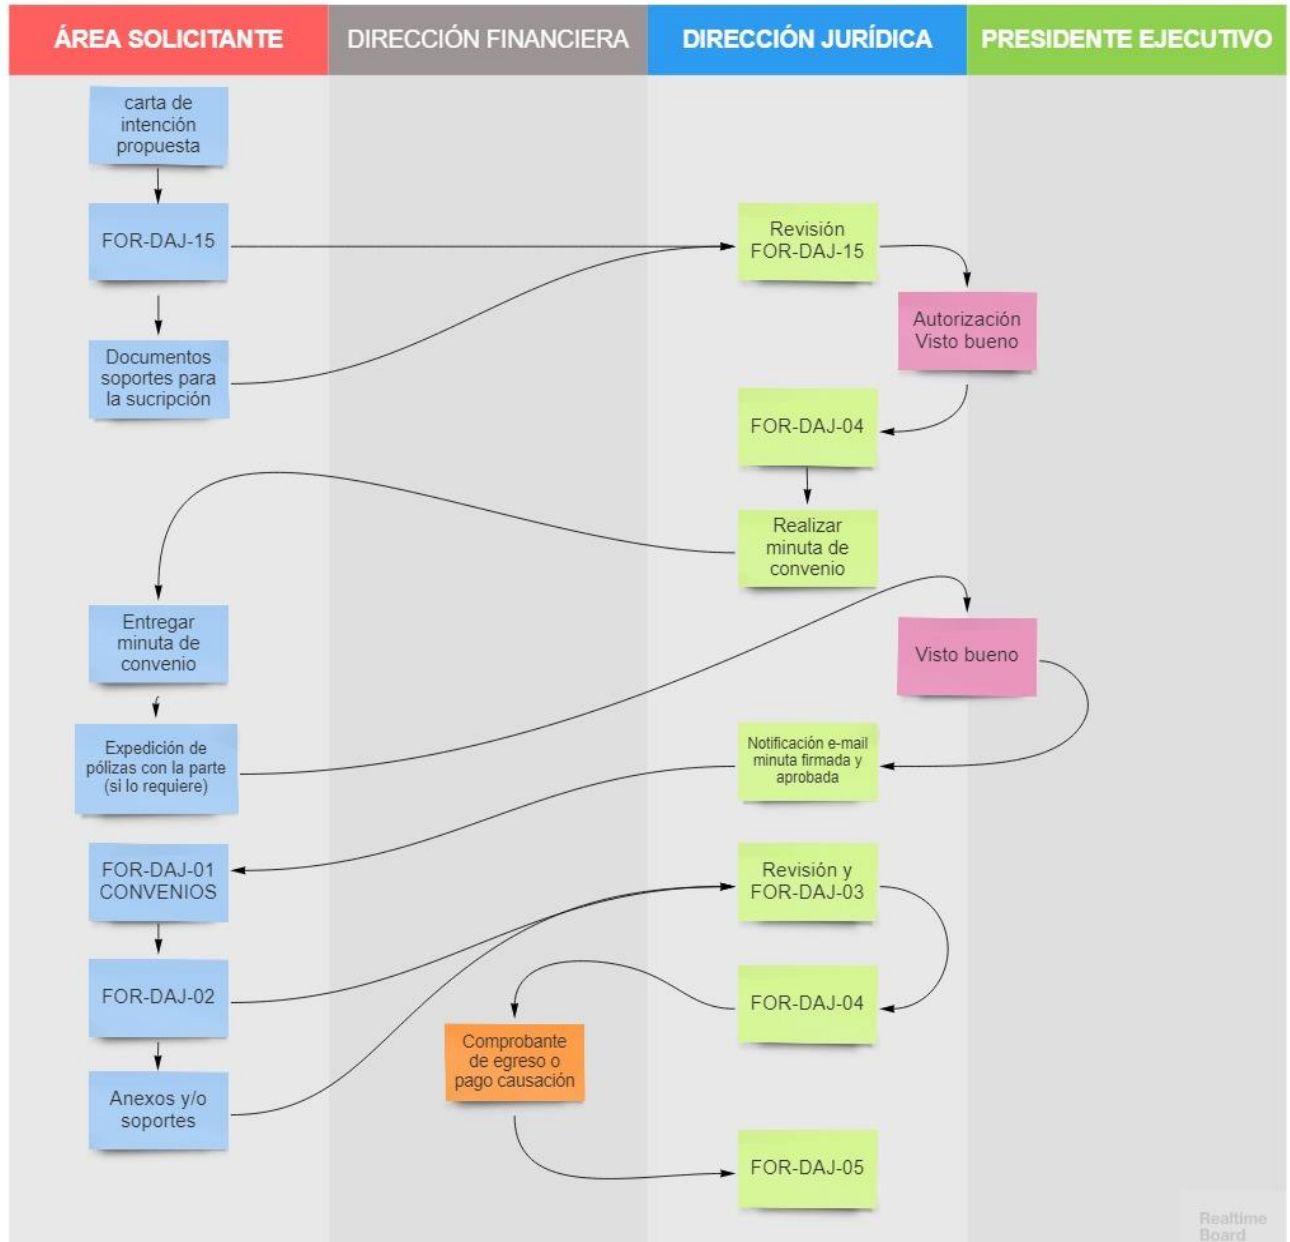 ÁREA SOLICITANTE
DIRECCIÓN FINANCIERA
DIRECCIÓN JURÍDICA
PRESIDENTE EJECUTIVO
carta de
intención
propuesta
FOR-DAJ-15
Revisión
FOR-DAJ-15
Autorización
Visto bueno
Documentos
soportes para
la sucripción
FOR-DAJ-04
Realizar
minuta de
convenio
Entregar
minuta de
convenio
Visto bueno
Expedición de
pólizas con la parte
(si lo requiere)
Notificación e-mail
minuta firmada y
aprobada
FOR-DAJ-01
CONVENIOS
Revisión y
FOR-DAJ-03
FOR-DAJ-02
FOR-DAJ-04
Comprobante
de egreso o
pago causación
Anexos y/o
soportes
FOR-DAJ-05
Realtime
Board